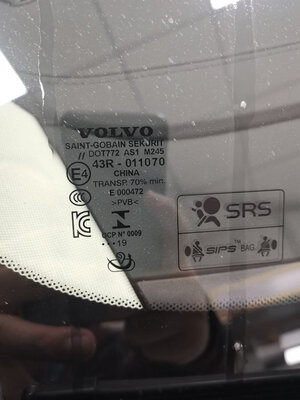 VOLVO
SAINT-GOBAIN SEKURIT
// DOT772 AS1 M245
E4 43R - 011070
CHINA
TRANSP. 70% min.
E 000472
>PVB<
CCP N° 0009
...19
SRS
SIPS™ BAG